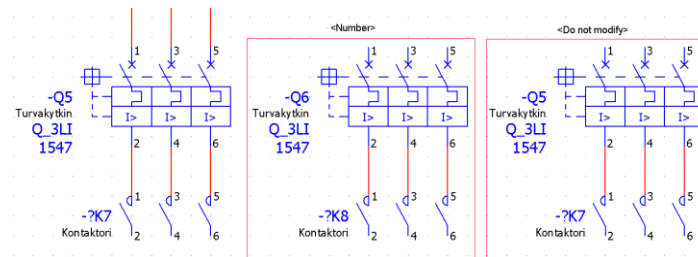 1 3 5
-Q5
Turvakytkin
Q_3LI
1547
I> I> I>
2 4 6
1 3 5
-?K7
Kontaktori
2 4 6
<Number>
1 3 5
-Q6
Turvakytkin
Q_3LI
1547
I> I> I>
2 4 6
1 3 5
-?K8
Kontaktori
2 4 6
<Do not modify>
1 3 5
-Q5
Turvakytkin
Q_3LI
1547
I> I> I>
2 4 6
1 3 5
-?K7
Kontaktori
2 4 6